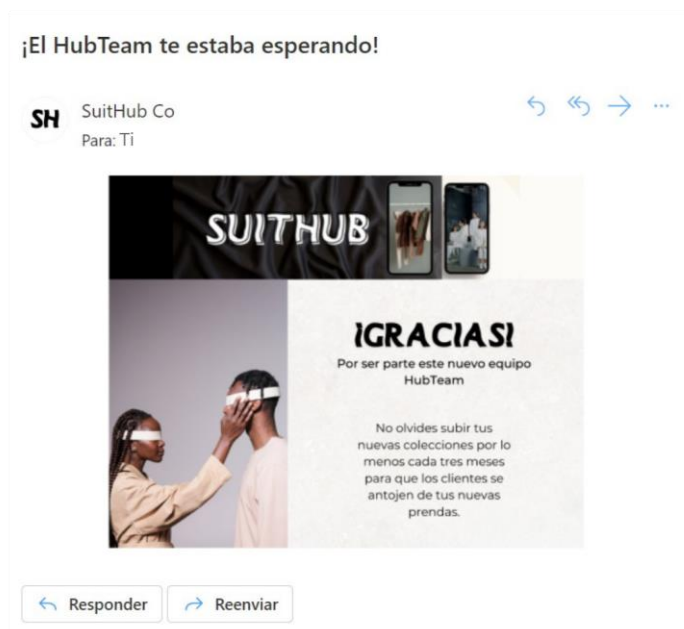 ¡El HubTeam te estaba esperando!
SH
SuitHub Co
Para: Ti
SUITHUB
¡GRACIAS!
Por ser parte este nuevo equipo
HubTeam
No olvides subir tus
nuevas colecciones por lo
menos cada tres meses
para que los clientes se
antojen de tus nuevas
prendas.
Responder
Reenviar